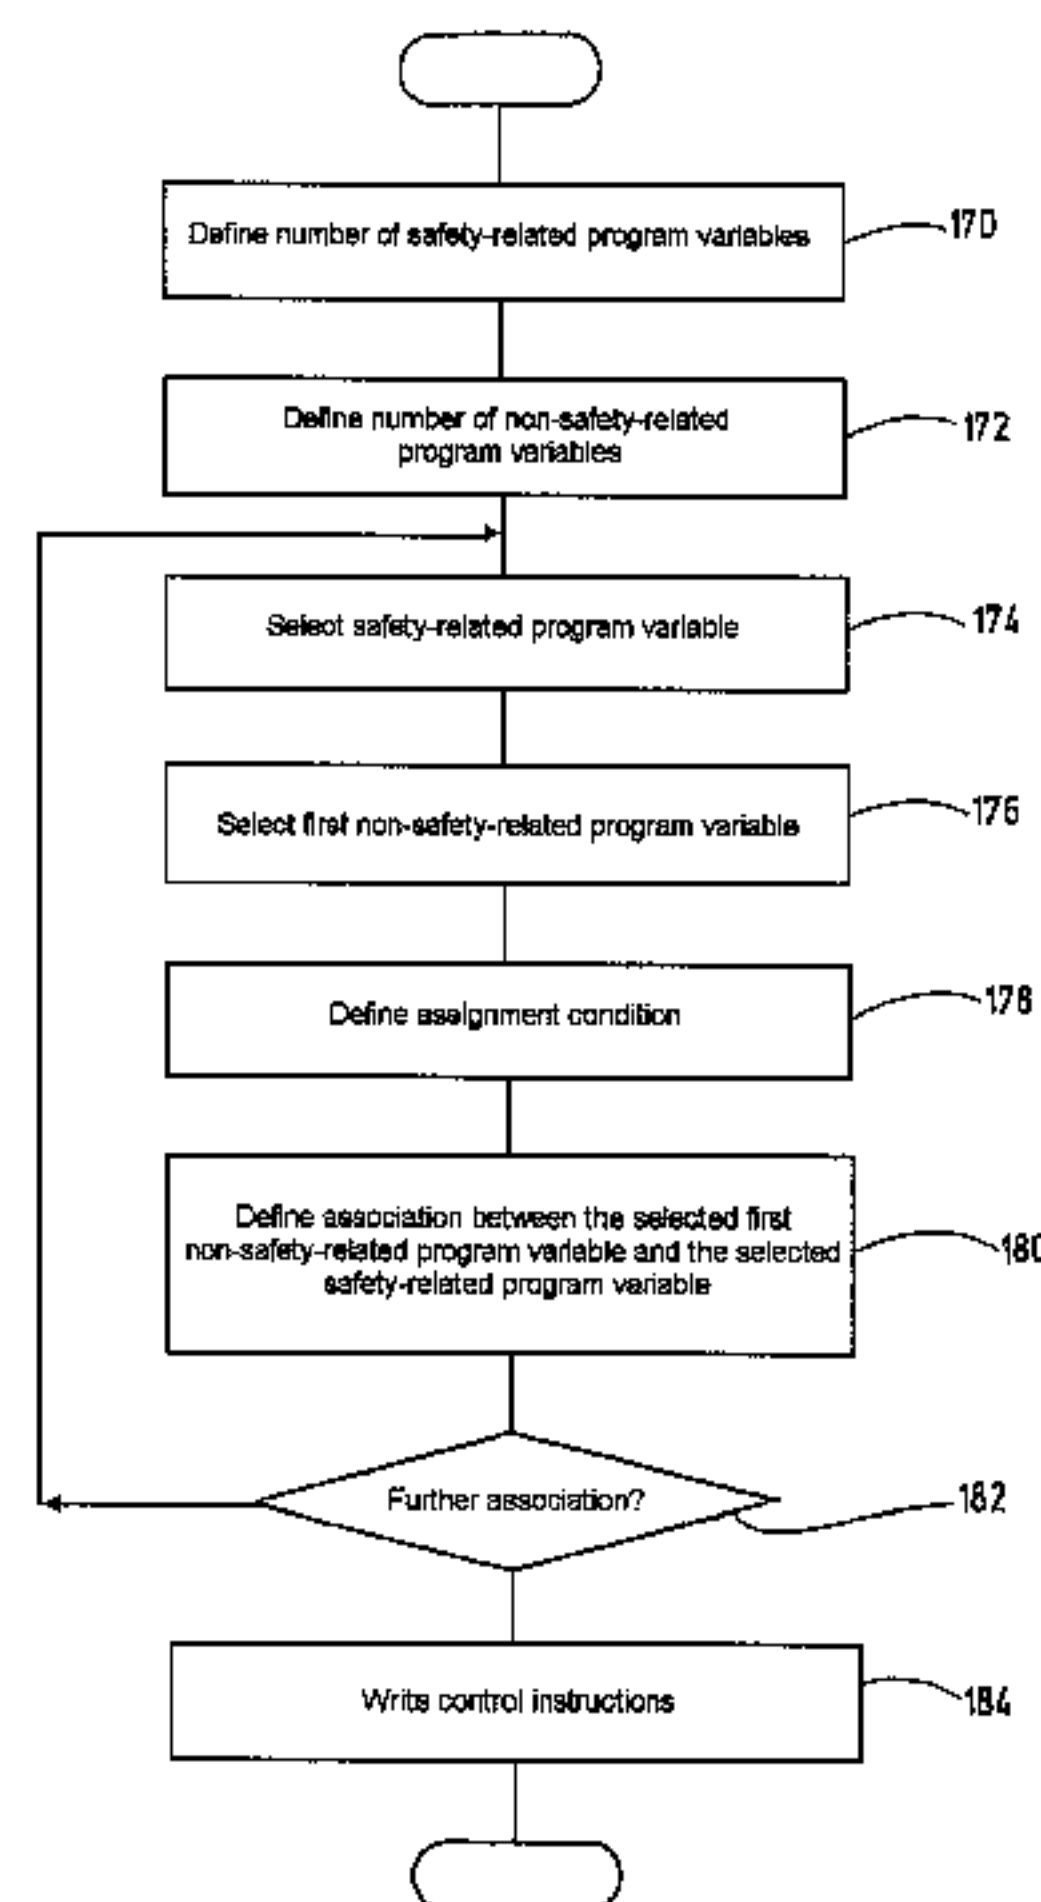 Define number of safety-related program variables
170
Define number of non-safety-related
program variables
172
Select safety-related program variable
174
Select first non-safety-related program variable
176
Define assignment condition
178
Define association between the selected first
non-safety-related program variable and the selected
safety-related program variable
180
Further association?
182
Write control instructions
184